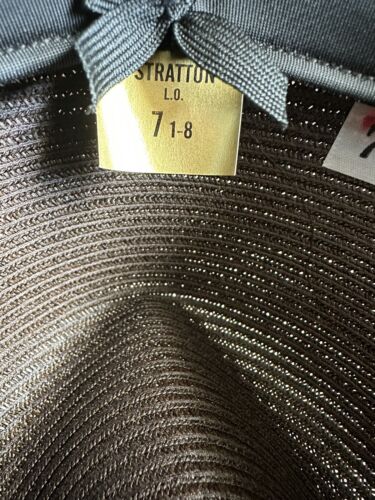 STRATTON
L.O.
7 1-8